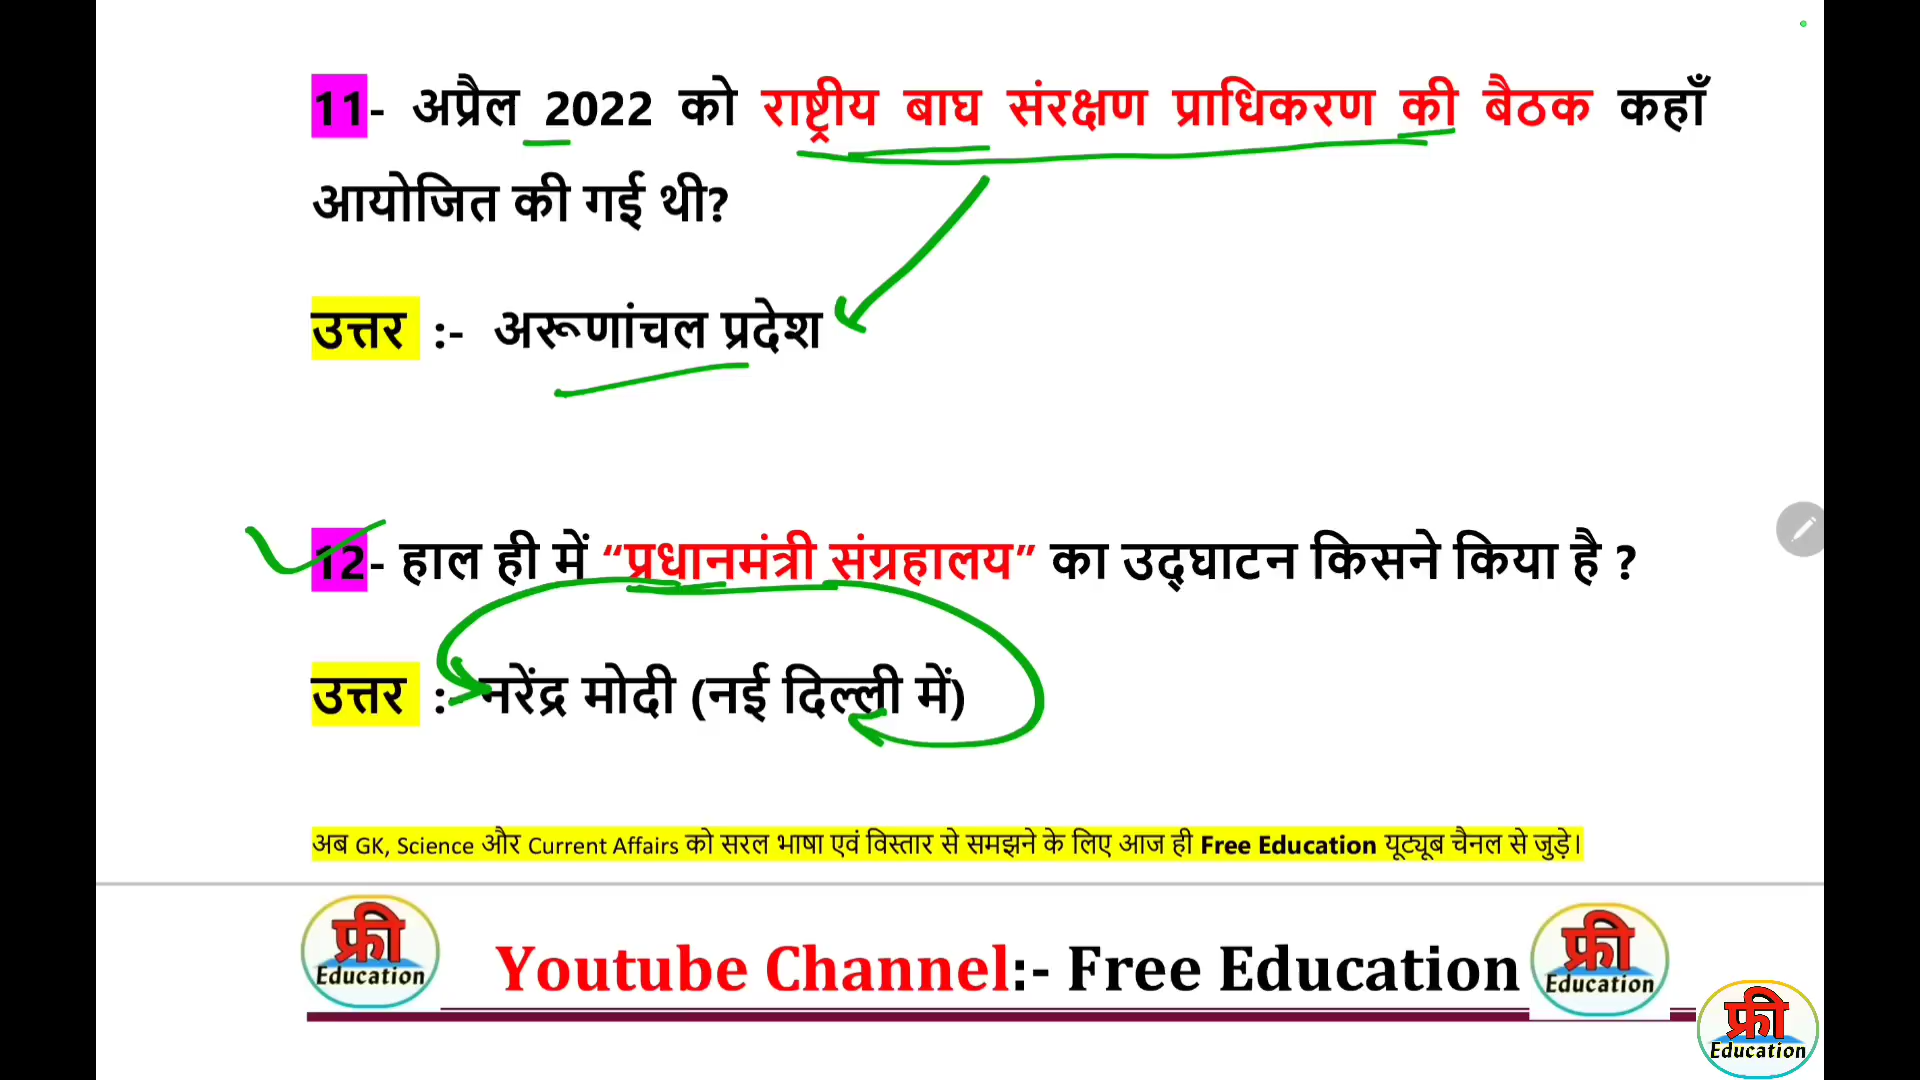 11- अप्रैल 2022 को राष्ट्रीय बाघ संरक्षण प्राधिकरण की बैठक कहाँ
आयोजित की गई थी?
उत्तर :- अरूणांचल प्रदेश
12- हाल ही में “प्रधानमंत्री संग्रहालय” का उद्घाटन किसने किया है ?
उत्तर :- नरेंद्र मोदी (नई दिल्ली में)
अब GK, Science और Current Affairs को सरल भाषा एवं विस्तार से समझने के लिए आज ही Free Education यूट्यूब चैनल से जुड़े।
फ्री
Education
Youtube Channel:- Free Education
फ्री
Education
फ्री
Education